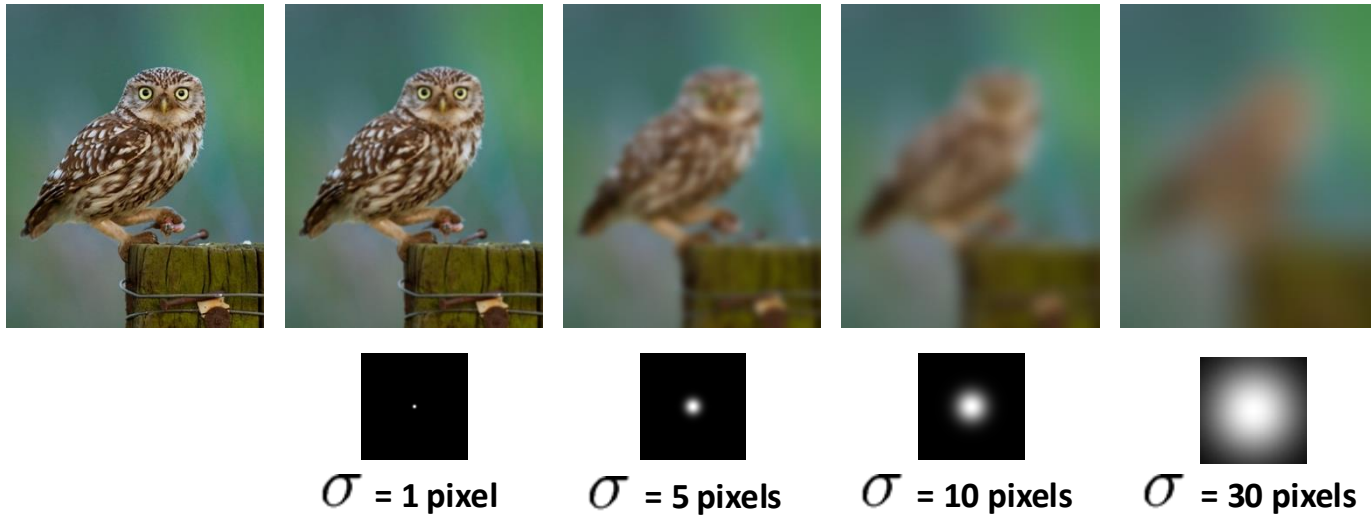 σ = 1 pixel
σ = 5 pixels
σ = 10 pixels
σ = 30 pixels